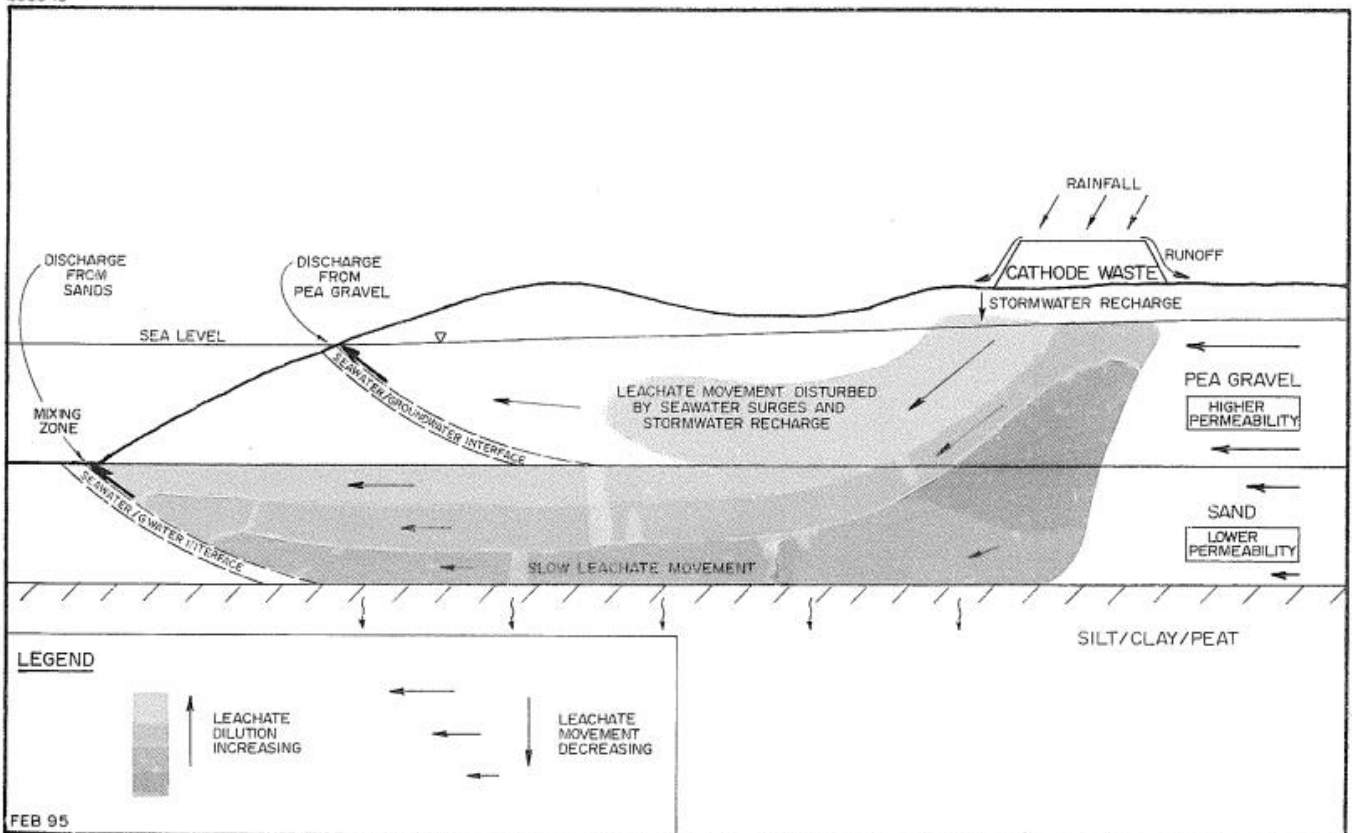 RAINFALL
DISCHARGE
FROM
SANDS
DISCHARGE
FROM
PEA GRAVEL
RUNOFF
CATHODE WASTE
STORMWATER RECHARGE
SEA LEVEL
SEAWATER/GROUNDWATER INTERFACE
LEACHATE MOVEMENT DISTURBED
BY SEAWATER SURGES AND
STORMWATER RECHARGE
PEA GRAVEL
HIGHER
PERMEABILITY
MIXING
ZONE
SEAWATER/G'WATER INTERFACE
SAND
LOWER
PERMEABILITY
SLOW LEACHATE MOVEMENT
SILT/CLAY/PEAT
LEGEND
LEACHATE
DILUTION
INCREASING
LEACHATE
MOVEMENT
DECREASING
FEB 95